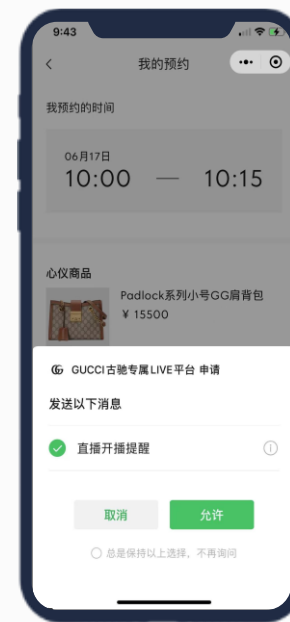 9:43
我的预约
我预约的时间
06月17日
10:00 — 10:15
心仪商品
Padlock系列小号GG肩背包
¥ 15500
GUCCI古驰专属LIVE平台 申请
发送以下消息
直播开播提醒
取消 允许
总是保持以上选择，不再询问